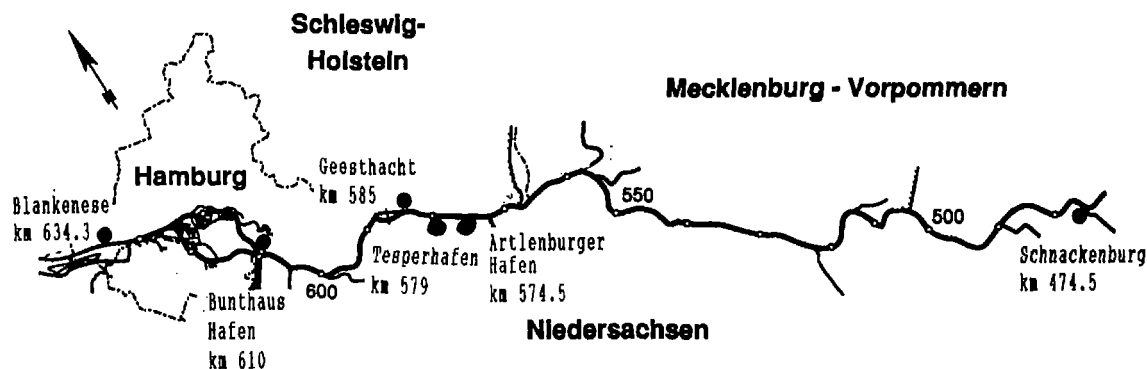 Schleswig-
Holstein
Mecklenburg - Vorpommern
Hamburg
Geesthacht
km 585
Blankenese
km 634.3
550
500
Tesperhafen
km 579
Artlenburger
Hafen
km 574.5
Schnackenburg
km 474.5
600
Bunthaus
Hafen
km 610
Niedersachsen